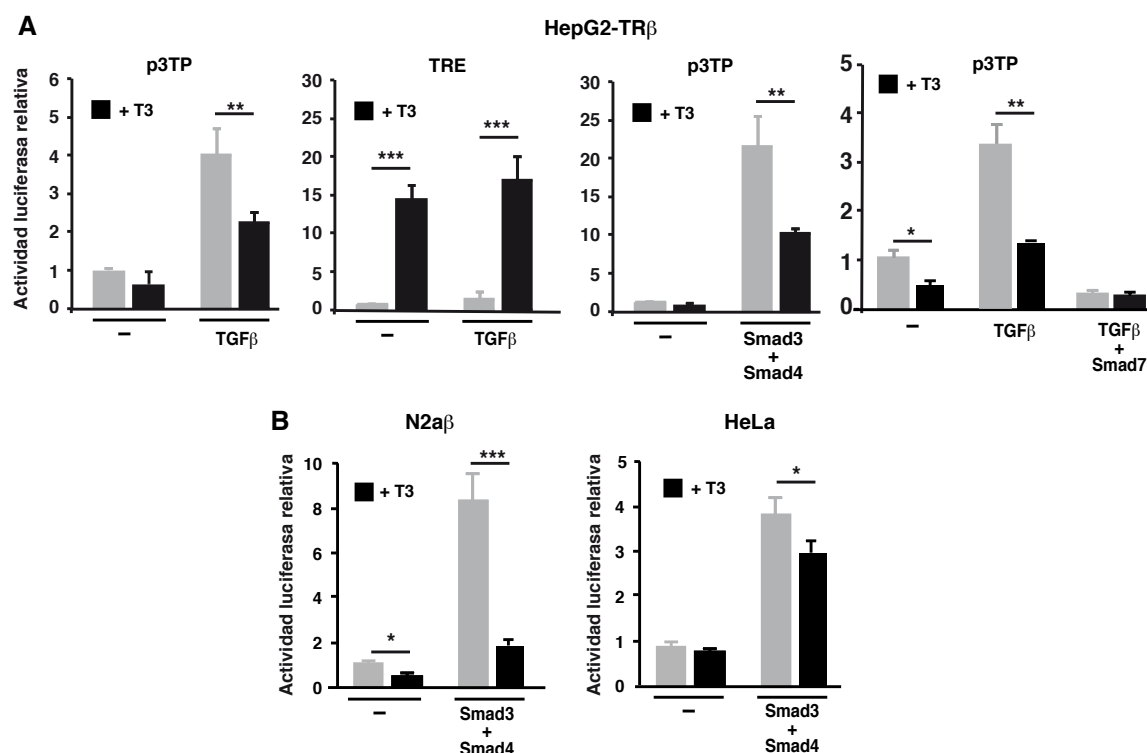 A
HepG2-TRβ
p3TP
Actividad luciferasa relativa
6
5
4
3
2
1
0
+ T3
**
–
TGFβ
TRE
30
25
20
15
10
5
0
+ T3
***
***
–
TGFβ
p3TP
30
25
20
15
10
5
0
+ T3
**
–
Smad3
+
Smad4
p3TP
5
4
3
2
1
0
+ T3
*
**
–
TGFβ
TGFβ
+
Smad7
B
N2aβ
Actividad luciferasa relativa
10
8
6
4
2
0
+ T3
*
***
–
Smad3
+
Smad4
HeLa
Actividad luciferasa relativa
5
4
3
2
1
0
+ T3
*
–
Smad3
+
Smad4